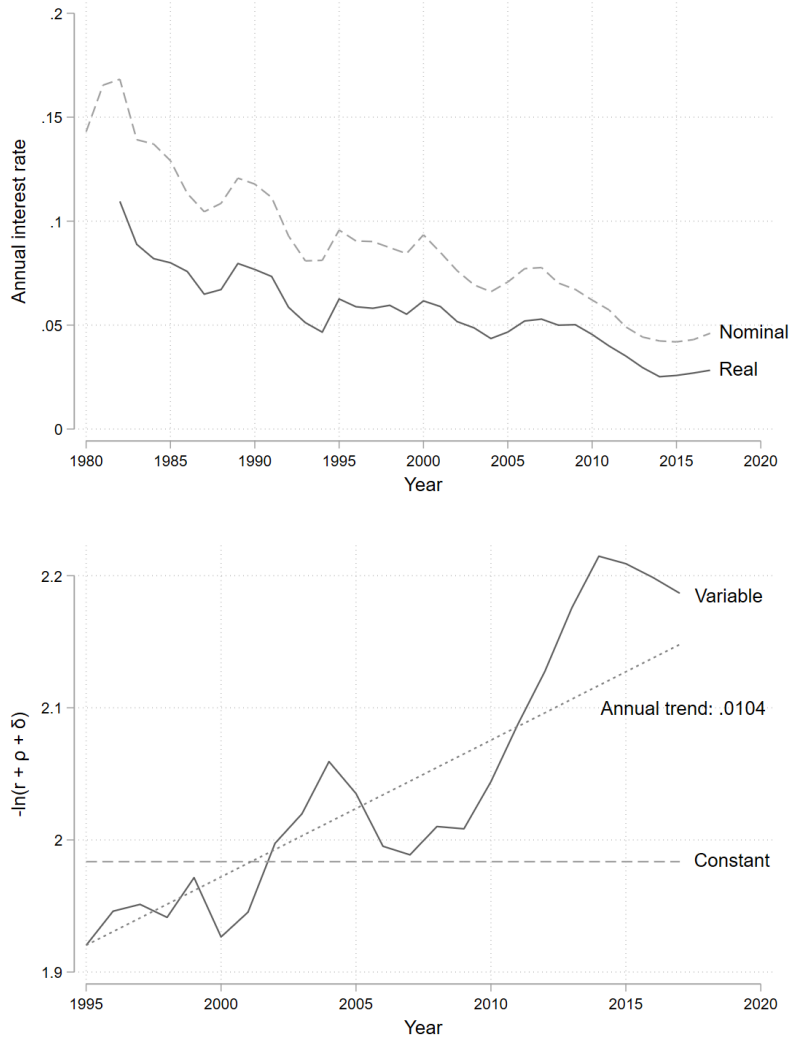 .2
.15
.1
.05
0
Annual interest rate
Nominal
Real
1980 1985 1990 1995 2000 2005 2010 2015 2020
Year
2.2
2.1
2
1.9
-ln(r + ρ + δ)
Variable
Annual trend: .0104
Constant
1995 2000 2005 2010 2015 2020
Year